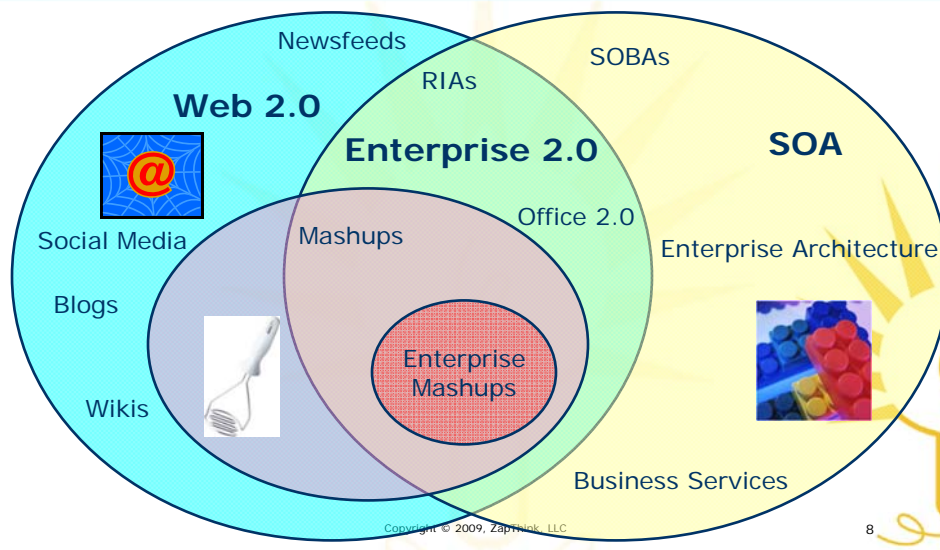 Newsfeeds
SOBAs
RIAs
Web 2.0
Enterprise 2.0
SOA
@
Office 2.0
Social Media
Mashups
Enterprise Architecture
Blogs
Enterprise
Mashups
Wikis
Business Services
Copyright © 2009, ZapThink, LLC
8